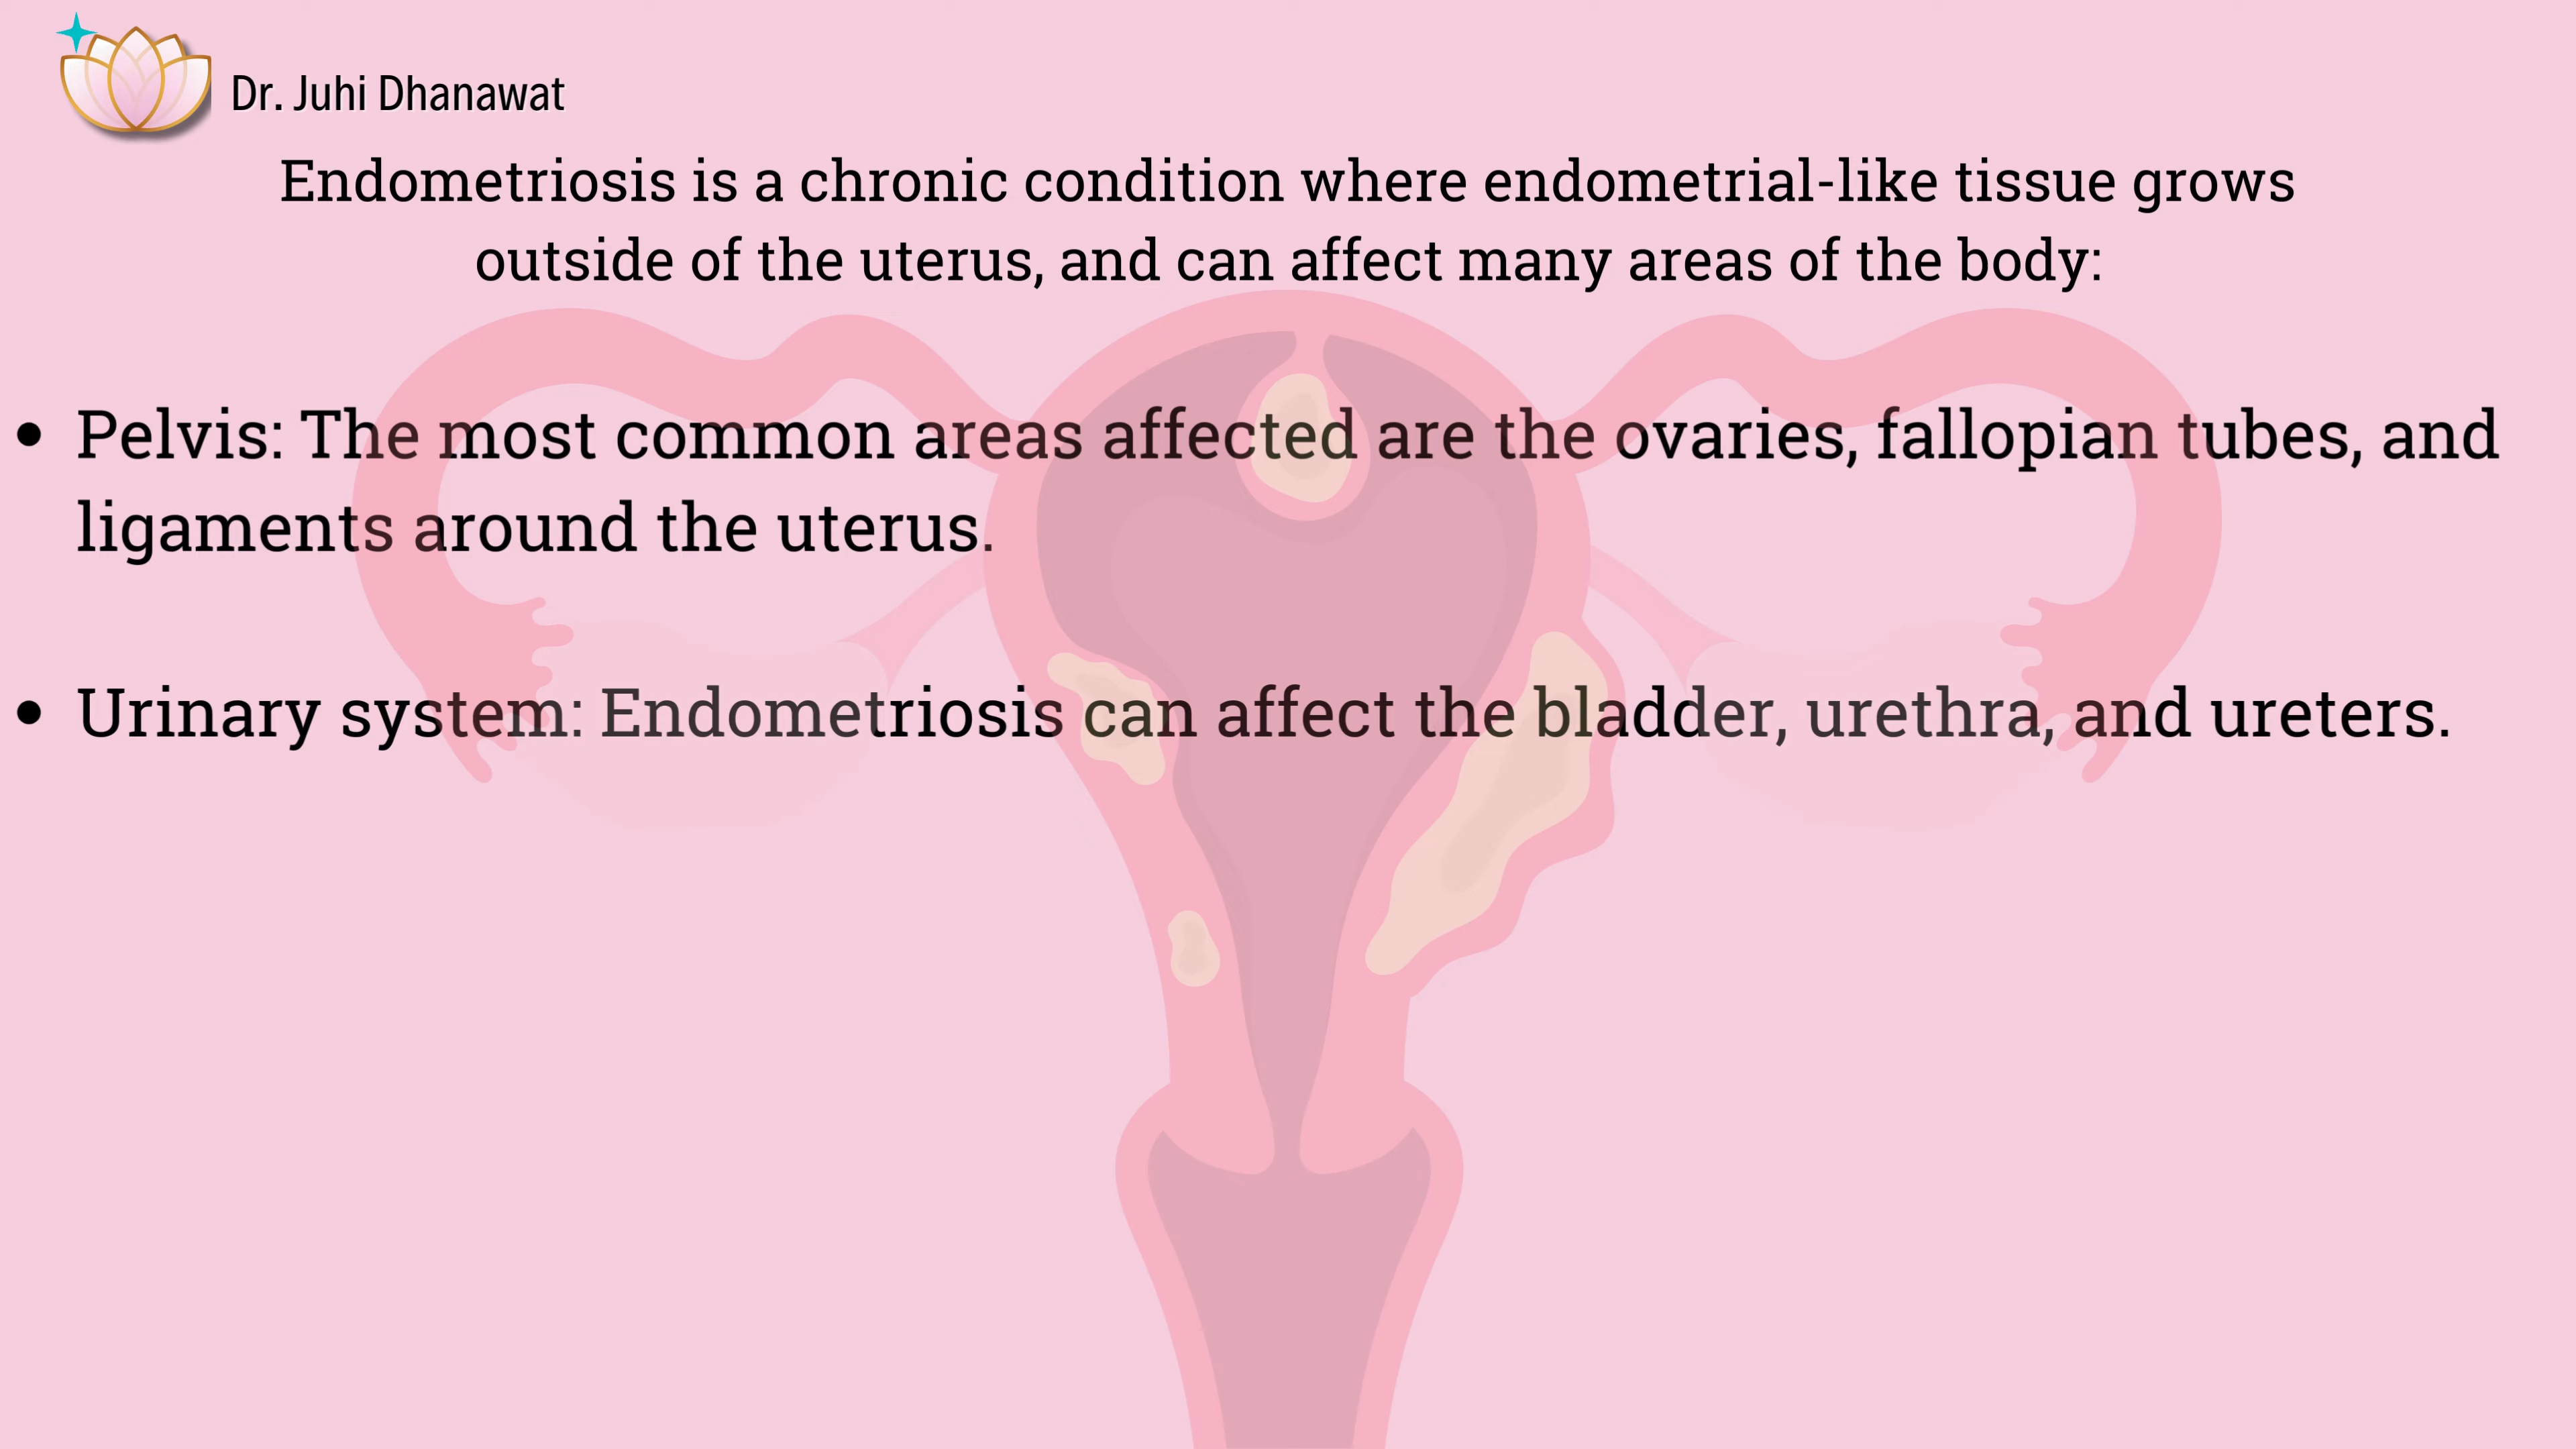 Dr. Juhi Dhanawat
Endometriosis is a chronic condition where endometrial-like tissue grows
outside of the uterus, and can affect many areas of the body:
• Pelvis: The most common areas affected are the ovaries, fallopian tubes, and
ligaments around the uterus.
• Urinary system: Endometriosis can affect the bladder, urethra, and ureters.